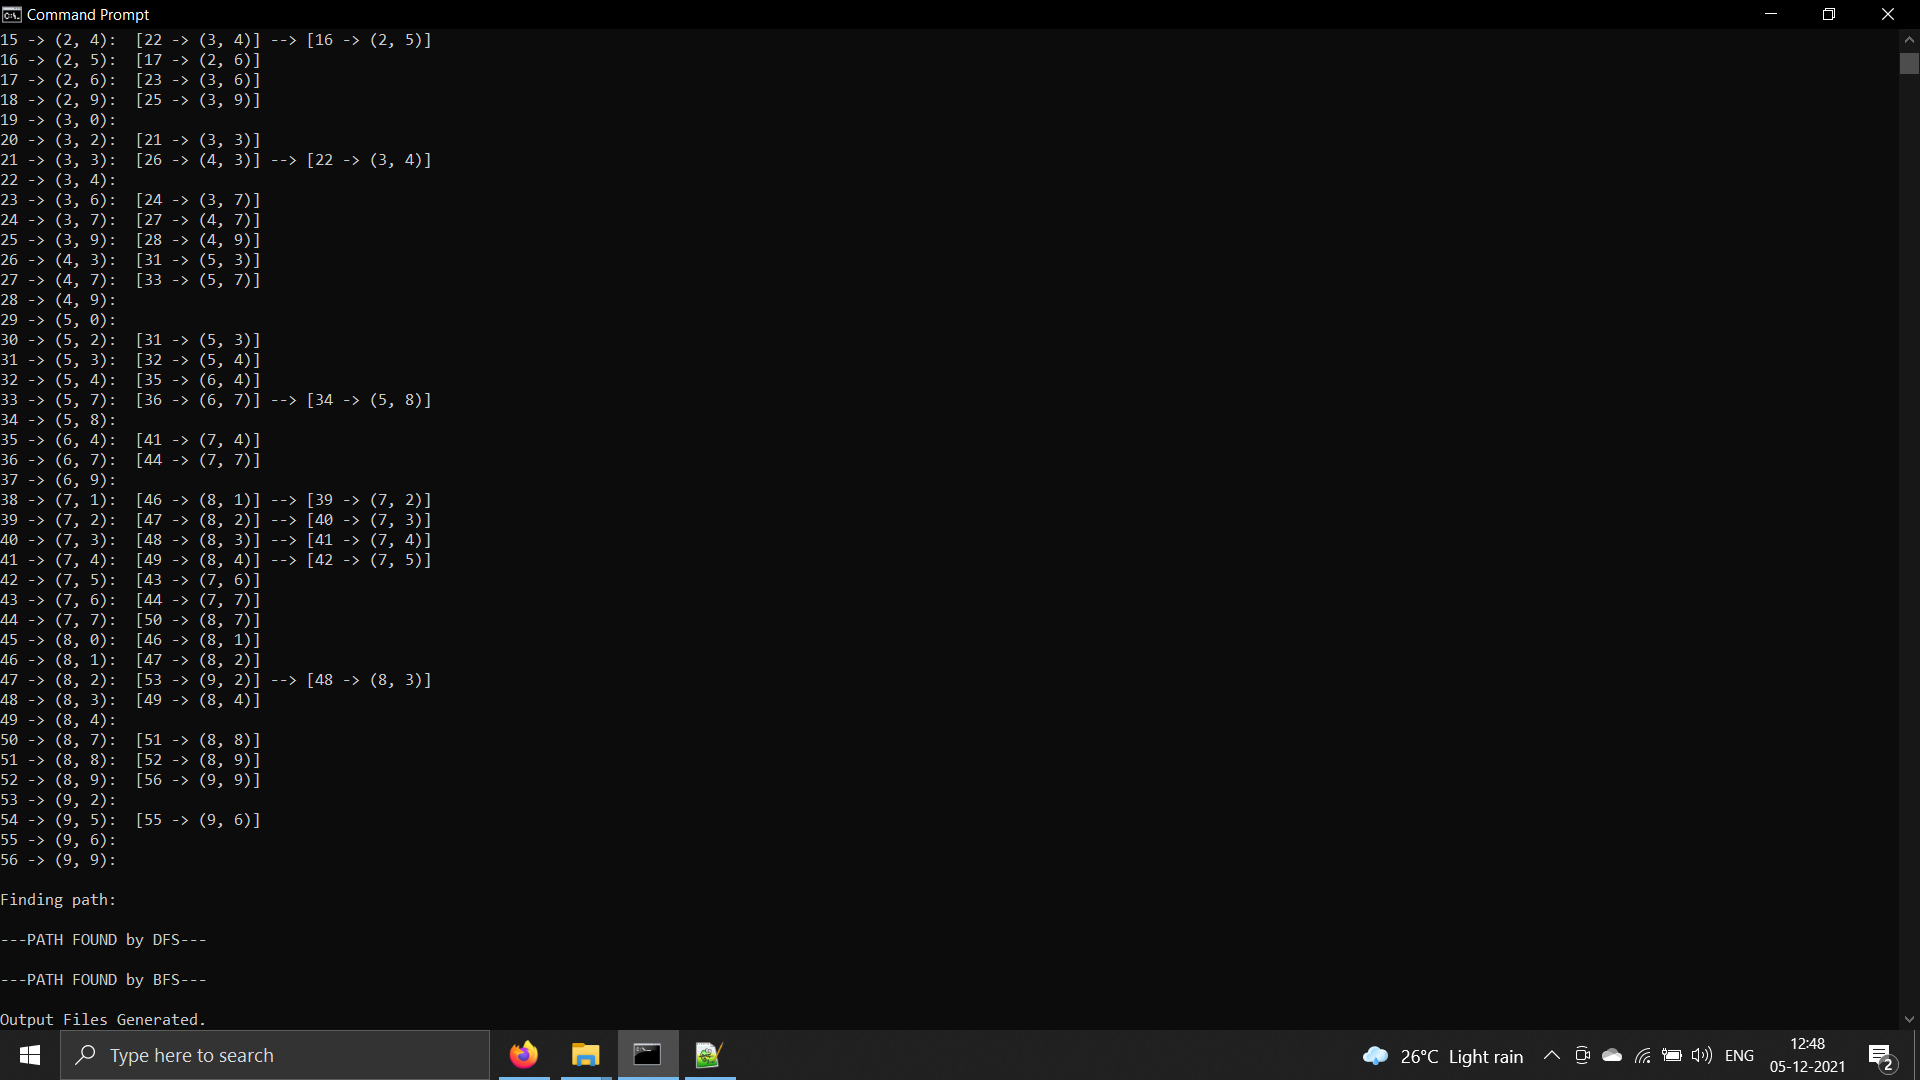 Command Prompt
15 -> (2, 4):  [22 -> (3, 4)] --> [16 -> (2, 5)]
16 -> (2, 5):  [17 -> (2, 6)]
17 -> (2, 6):  [23 -> (3, 6)]
18 -> (2, 9):  [25 -> (3, 9)]
19 -> (3, 0):
20 -> (3, 2):  [21 -> (3, 3)]
21 -> (3, 3):  [26 -> (4, 3)] --> [22 -> (3, 4)]
22 -> (3, 4):
23 -> (3, 6):  [24 -> (3, 7)]
24 -> (3, 7):  [27 -> (4, 7)]
25 -> (3, 9):  [28 -> (4, 9)]
26 -> (4, 3):  [31 -> (5, 3)]
27 -> (4, 7):  [33 -> (5, 7)]
28 -> (4, 9):
29 -> (5, 0):
30 -> (5, 2):  [31 -> (5, 3)]
31 -> (5, 3):  [32 -> (5, 4)]
32 -> (5, 4):  [35 -> (6, 4)]
33 -> (5, 7):  [36 -> (6, 7)] --> [34 -> (5, 8)]
34 -> (5, 8):
35 -> (6, 4):  [41 -> (7, 4)]
36 -> (6, 7):  [44 -> (7, 7)]
37 -> (6, 9):
38 -> (7, 1):  [46 -> (8, 1)] --> [39 -> (7, 2)]
39 -> (7, 2):  [47 -> (8, 2)] --> [40 -> (7, 3)]
40 -> (7, 3):  [48 -> (8, 3)] --> [41 -> (7, 4)]
41 -> (7, 4):  [49 -> (8, 4)] --> [42 -> (7, 5)]
42 -> (7, 5):  [43 -> (7, 6)]
43 -> (7, 6):  [44 -> (7, 7)]
44 -> (7, 7):  [50 -> (8, 7)]
45 -> (8, 0):  [46 -> (8, 1)]
46 -> (8, 1):  [47 -> (8, 2)]
47 -> (8, 2):  [53 -> (9, 2)] --> [48 -> (8, 3)]
48 -> (8, 3):  [49 -> (8, 4)]
49 -> (8, 4):
50 -> (8, 7):  [51 -> (8, 8)]
51 -> (8, 8):  [52 -> (8, 9)]
52 -> (8, 9):  [56 -> (9, 9)]
53 -> (9, 2):
54 -> (9, 5):  [55 -> (9, 6)]
55 -> (9, 6):
56 -> (9, 9):
Finding path:
---PATH FOUND by DFS---
---PATH FOUND by BFS---
Output Files Generated.
Type here to search
26°C Light rain
ENG
12:48
05-12-2021
2